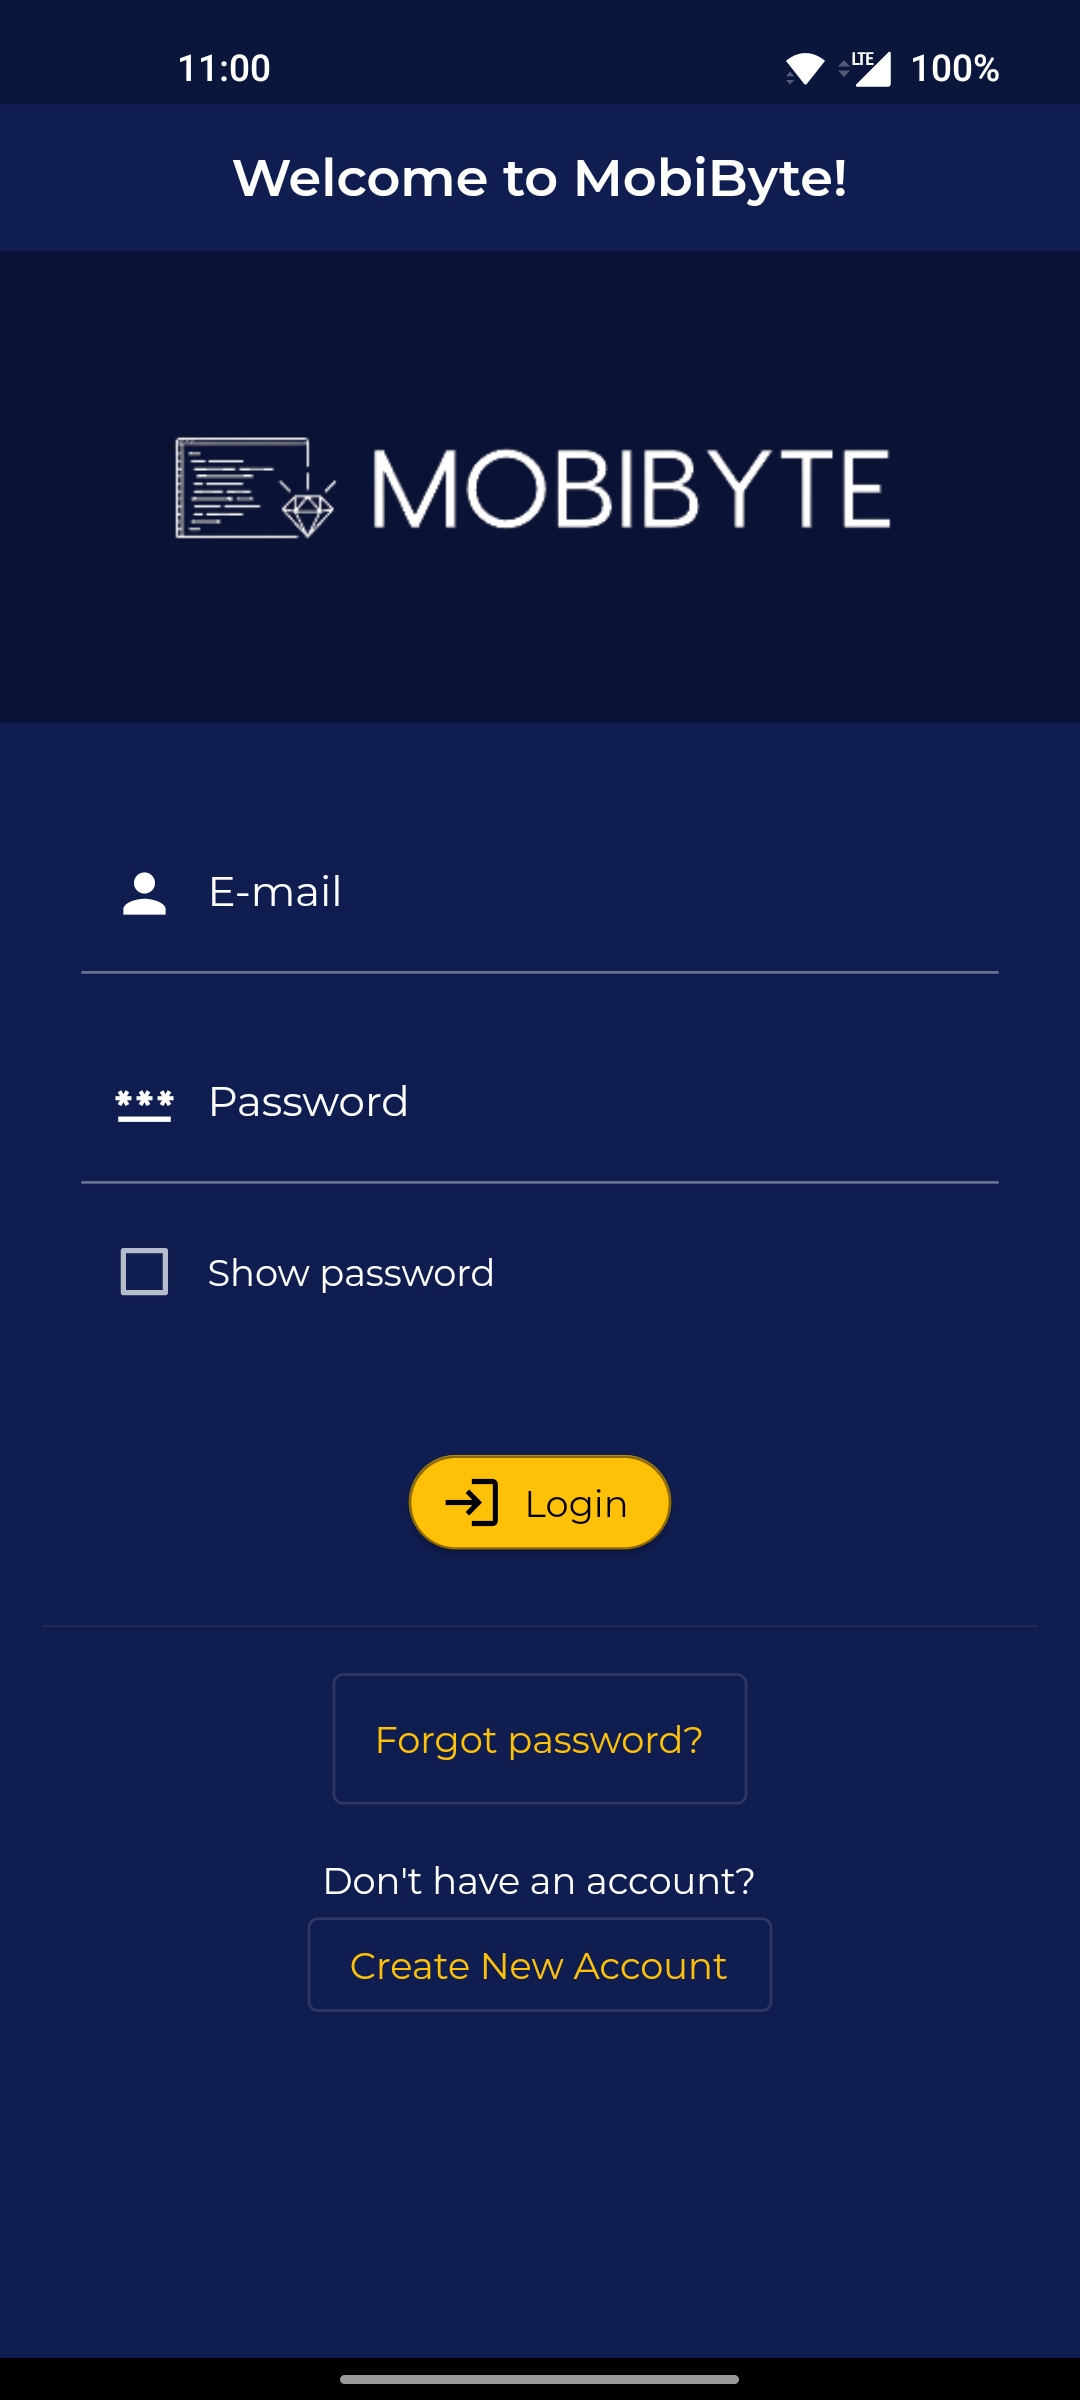 11:00 LTE 100%
Welcome to MobiByte!
MOBIBYTE
E-mail
*** Password
Show password
Login
Forgot password?
Don't have an account?
Create New Account